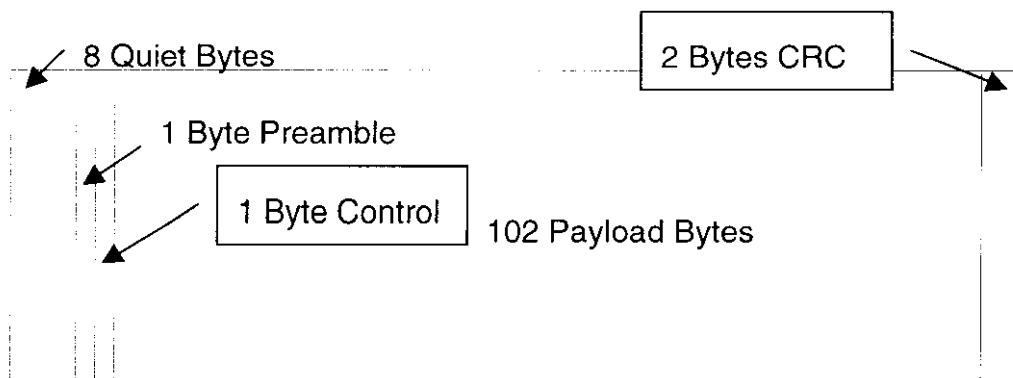 8 Quiet Bytes
2 Bytes CRC
1 Byte Preamble
1 Byte Control
102 Payload Bytes